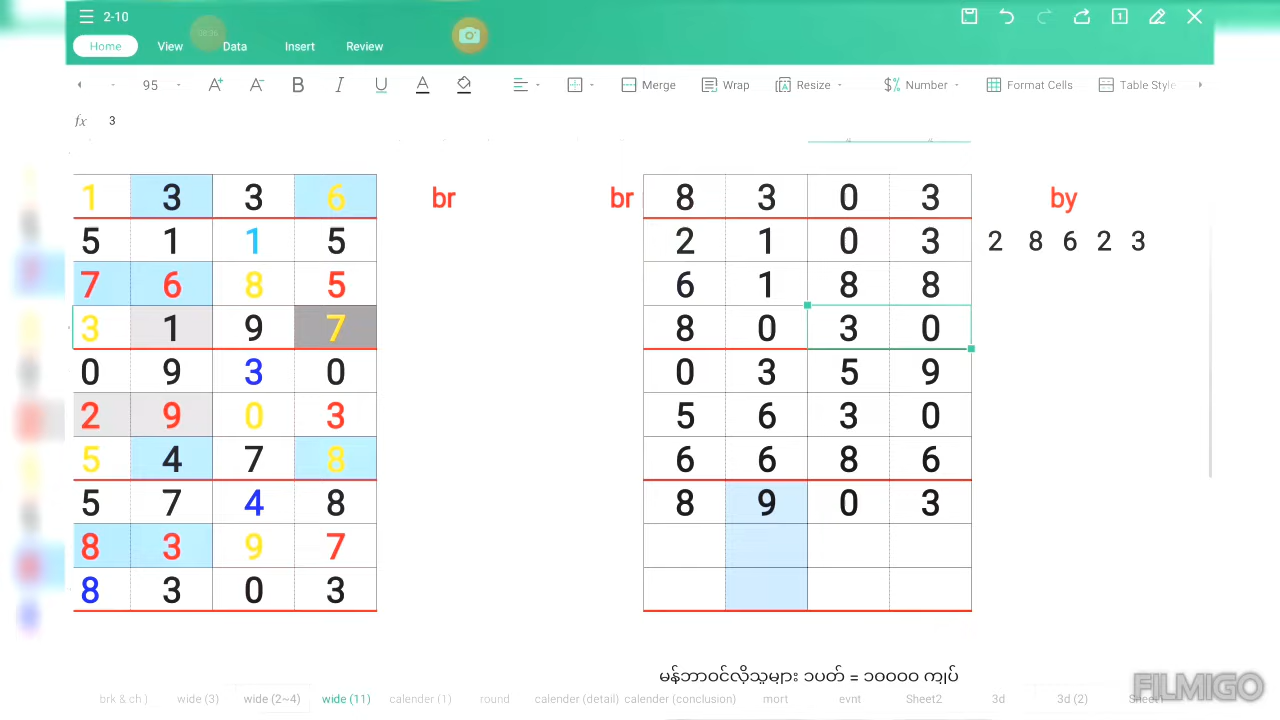 2-10
Home View Data Insert Review
95 A+ A- B I U A Merge Wrap Resize $% Number Format Cells Table Style
fx 3
1 3 3 6 br br 8 3 0 3 by
5 1 1 5 2 1 0 3 2 8 6 2 3
7 6 8 5 6 1 8 8
3 1 9 7 8 0 3 0
0 9 3 0 0 3 5 9
2 9 0 3 5 6 3 0
5 4 7 8 6 6 8 6
5 7 4 8 8 9 0 3
8 3 9 7
8 3 0 3
မန်ဘာဝင်လိုသူများ ၁ပတ် = ၁၀၀၀၀ ကျပ်
brk & ch ) wide (3) wide (2~4) wide (11) calender (1) round calender (detail) calendar (conclusion) mort evnt Sheet2 3d 3d (2) Sheet1
FILMIGO